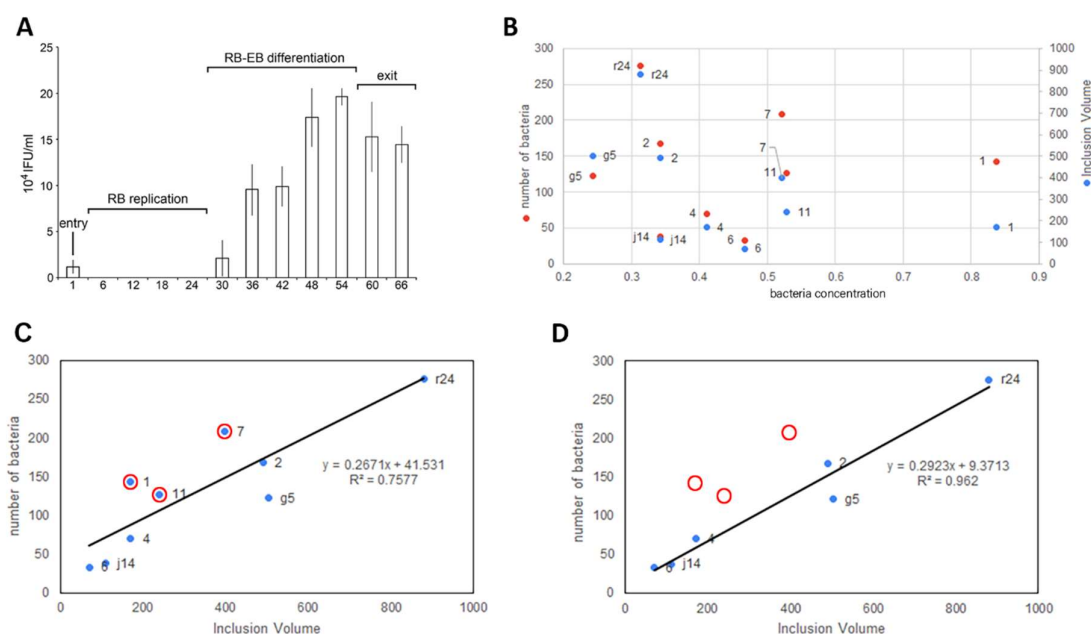 A
RB-EB differentiation
exit
RB replication
entry
10⁴ IFU/ml
25
20
15
10
5
0
1 6 12 18 24 30 36 42 48 54 60 66
B
number of bacteria
300
250
200
150
100
50
0
1000
900
800
700
600
500
400
300
200
100
0
Inclusion Volume
r24
r24
7
2
2
7
g5
g5
11
1
4
4
11
1
j14
j14
6
6
0.2 0.3 0.4 0.5 0.6 0.7 0.8 0.9
bacteria concentration
C
number of bacteria
300
250
200
150
100
50
0
r24
7
2
y = 0.2671x + 41.531
R² = 0.7577
1
11
g5
4
6
j14
0 200 400 600 800 1000
Inclusion Volume
D
number of bacteria
300
250
200
150
100
50
0
r24
2
y = 0.2923x + 9.3713
R² = 0.962
g5
4
6
j14
0 200 400 600 800 1000
Inclusion Volume